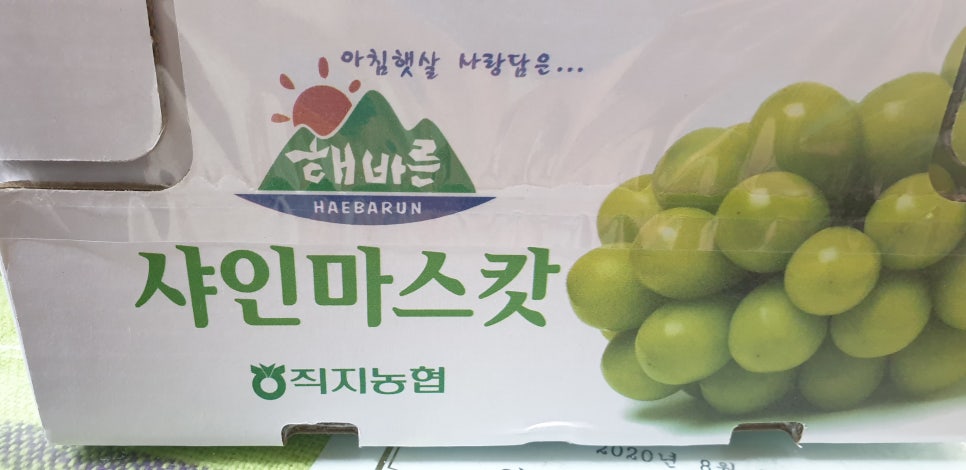 아침햇살 사랑담은...
해바른
HAEBARUN
샤인마스캇
직지농협
2020년 8월